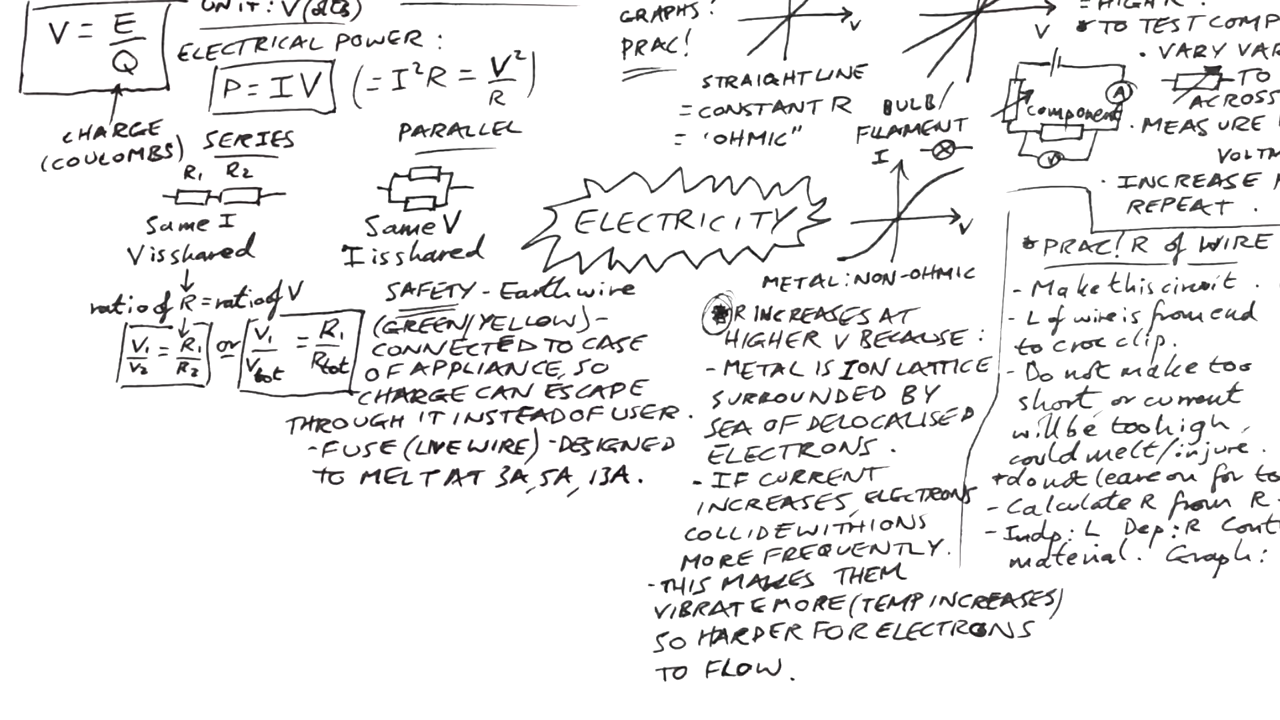 V = E/Q
UNIT: V(olts)
ELECTRICAL POWER:
P = IV (= I²R = V²/R)
CHARGE
(COULOMBS)
SERIES
R₁ R₂
Same I
V is shared
ratio of R = ratio of V
V₁/V₂ = R₁/R₂ or V₁/Vtot = R₁/Rtot
PARALLEL
Same V
I is shared
SAFETY - Earth wire
(GREEN/YELLOW) -
CONNECTED TO CASE
OF APPLIANCE, SO
CHARGE CAN ESCAPE
THROUGH IT INSTEAD OF USER.
- FUSE (LIVE WIRE) - DESIGNED
TO MELT AT 3A, 5A, 13A.
ELECTRICITY
GRAPHS!
PRAC!
V
STRAIGHT LINE
= CONSTANT R
= "OHMIC"
V
BULB/
FILAMENT
I
V
METAL: NON-OHMIC
* R INCREASES AT
HIGHER V BECAUSE:
- METAL IS ION LATTICE
SURROUNDED BY
SEA OF DELOCALISED
ELECTRONS.
- IF CURRENT
INCREASES, ELECTRONS
COLLIDE WITH IONS
MORE FREQUENTLY.
- THIS MAKES THEM
VIBRATE MORE (TEMP INCREASES)
SO HARDER FOR ELECTRONS
TO FLOW.
= HIGH R.
* TO TEST COMP
• VARY VAR
TO
ACROSS
A
component
V
• MEASURE
VOLTM
• INCREASE
REPEAT.
* PRAC! R of WIRE
- Make this circuit.
- L of wire is from end
to croc clip.
- Do not make too
short, or current
will be too high,
could melt/injure.
* do not leave on for to
- Calculate R from R
- Indp: L Dep: R Cont
material. Graph: